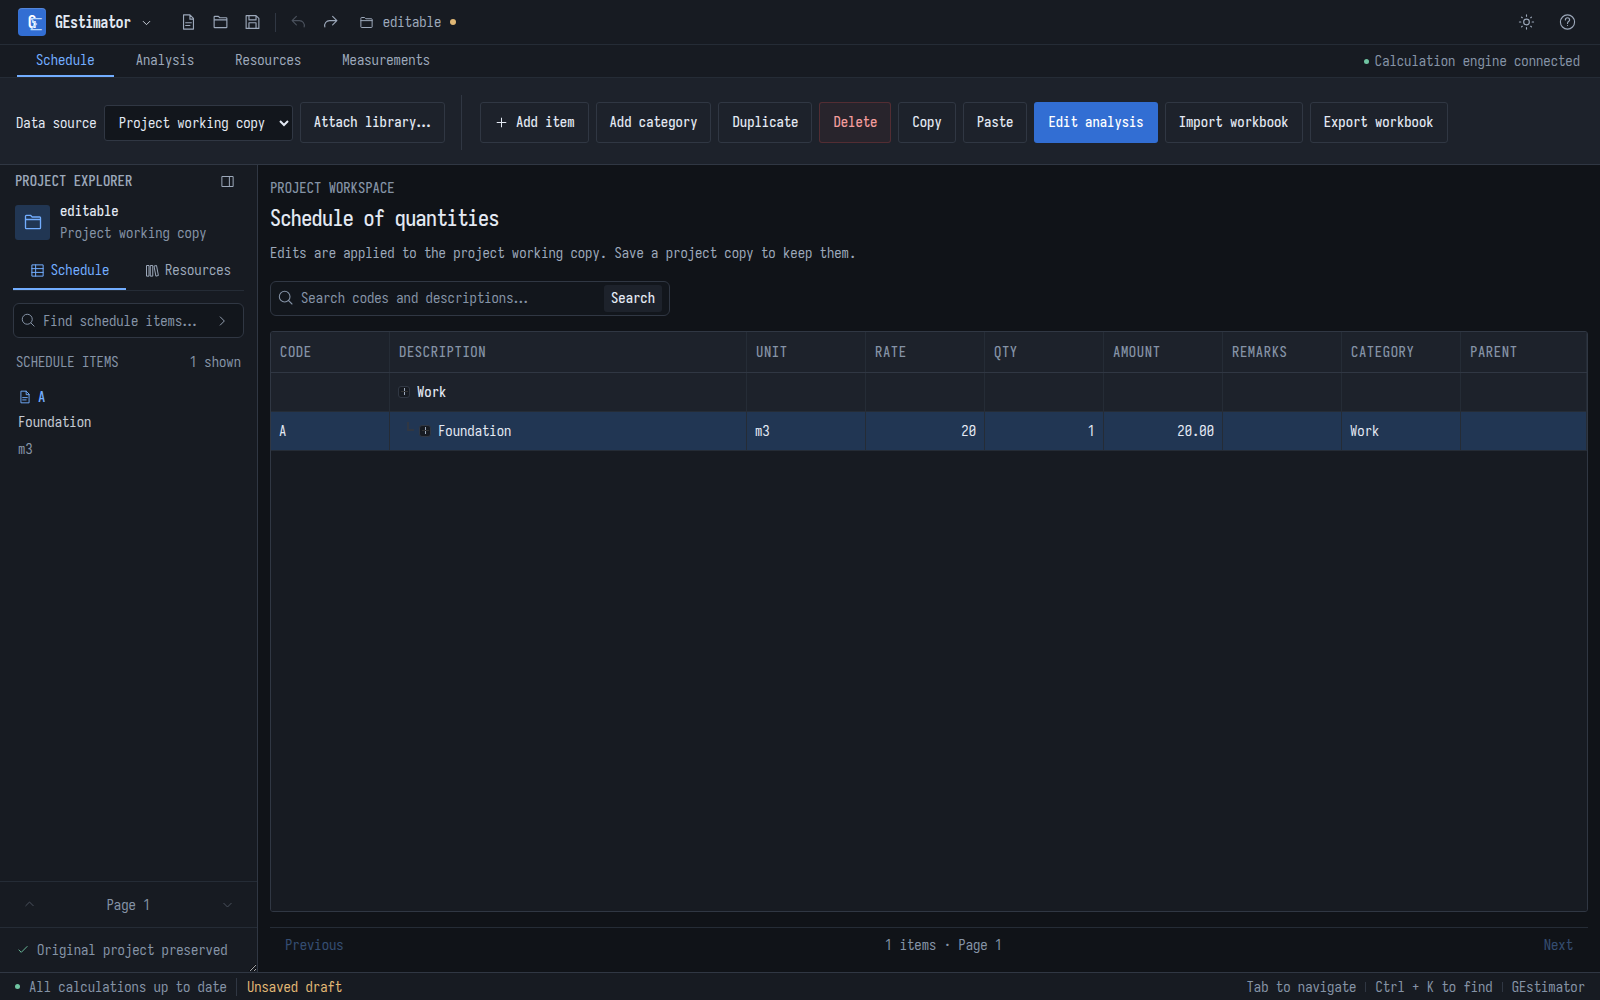 GEstimator
editable
Schedule
Analysis
Resources
Measurements
Calculation engine connected
Data source
Project working copy
Attach library...
+ Add item
Add category
Duplicate
Delete
Copy
Paste
Edit analysis
Import workbook
Export workbook
PROJECT EXPLORER
editable
Project working copy
Schedule
Resources
Find schedule items...
SCHEDULE ITEMS 1 shown
A
Foundation
m3
Page 1
Original project preserved
PROJECT WORKSPACE
Schedule of quantities
Edits are applied to the project working copy. Save a project copy to keep them.
Search codes and descriptions... Search
CODE DESCRIPTION UNIT RATE QTY AMOUNT REMARKS CATEGORY PARENT
Work
A Foundation m3 20 1 20.00 Work
Previous 1 items · Page 1 Next
All calculations up to date Unsaved draft
Tab to navigate Ctrl + K to find GEstimator